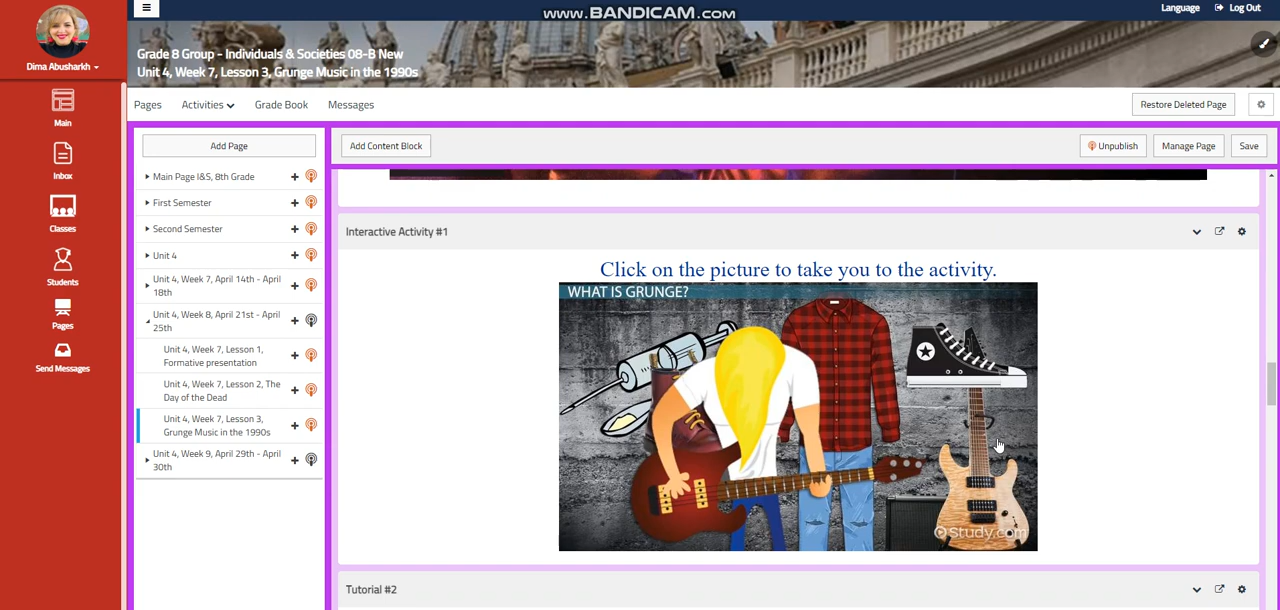 www.BANDICAM.com
Language
Log Out
Grade 8 Group - Individuals & Societies 08-B New
Unit 4, Week 7, Lesson 3, Grunge Music in the 1990s
Dima Abusharkh
Main
Inbox
Classes
Students
Pages
Send Messages
Pages
Activities
Grade Book
Messages
Restore Deleted Page
Add Page
Main Page I&S, 8th Grade
First Semester
Second Semester
Unit 4
Unit 4, Week 7, April 14th - April
18th
Unit 4, Week 8, April 21st - April
25th
Unit 4, Week 7, Lesson 1,
Formative presentation
Unit 4, Week 7, Lesson 2, The
Day of the Dead
Unit 4, Week 7, Lesson 3,
Grunge Music in the 1990s
Unit 4, Week 9, April 29th - April
30th
Add Content Block
Unpublish
Manage Page
Save
Interactive Activity #1
Click on the picture to take you to the activity.
WHAT IS GRUNGE?
Study.com
Tutorial #2